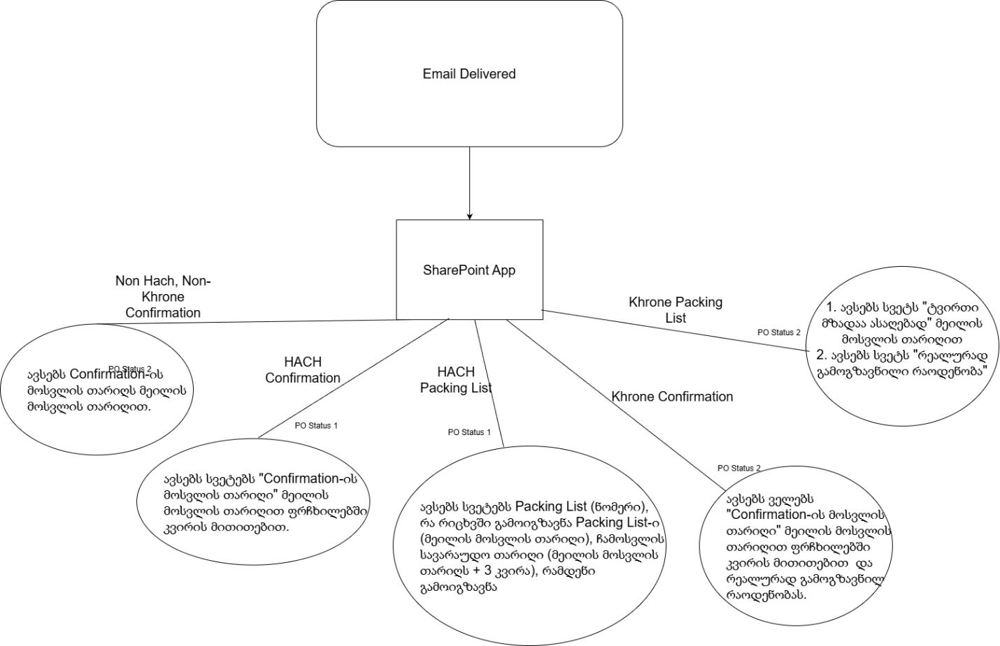 Email Delivered
SharePoint App
Non Hach, Non-
Khrone
Confirmation
PO Status 2
ავსებს Confirmation-ის
მოსვლის თარიღს მეილის
მოსვლის თარიღით.
HACH
Confirmation
PO Status 1
ავსებს სვეტებს "Confirmation-ის
მოსვლის თარიღი" მეილის
მოსვლის თარიღით ფრჩხილებში
კვირის მითითებით.
HACH
Packing List
PO Status 1
ავსებს სვეტებს Packing List (ნომერი),
რა რიცხვში გამოიგზავნა Packing List-ი
(მეილის მოსვლის თარიღი), ჩამოსვლის
სავარაუდო თარიღი (მეილის მოსვლის
თარიღს + 3 კვირა), რამდენი
გამოიგზავნა
Khrone Confirmation
PO Status 2
ავსებს ველებს
"Confirmation-ის მოსვლის
თარიღი" მეილის მოსვლის
თარიღით ფრჩხილებში
კვირის მითითებით და
რეალურად გამოგზავნილ
რაოდენობას.
Khrone Packing
List
PO Status 2
1. ავსებს სვეტს "ტვირთი
მზადაა ასაღებად" მეილის
მოსვლის თარიღით
2. ავსებს სვეტს "რეალურად
გამოგზავნილი რაოდენობა"